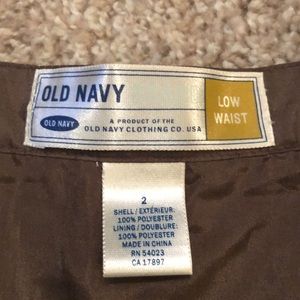 OLD NAVY
OLD NAVY
A PRODUCT OF THE
OLD NAVY CLOTHING CO. USA
LOW
WAIST
2
SHELL / EXTÉRIEUR:
100% POLYESTER
LINING / DOUBLURE:
100% POLYESTER
MADE IN CHINA
RN 54023
CA 17897